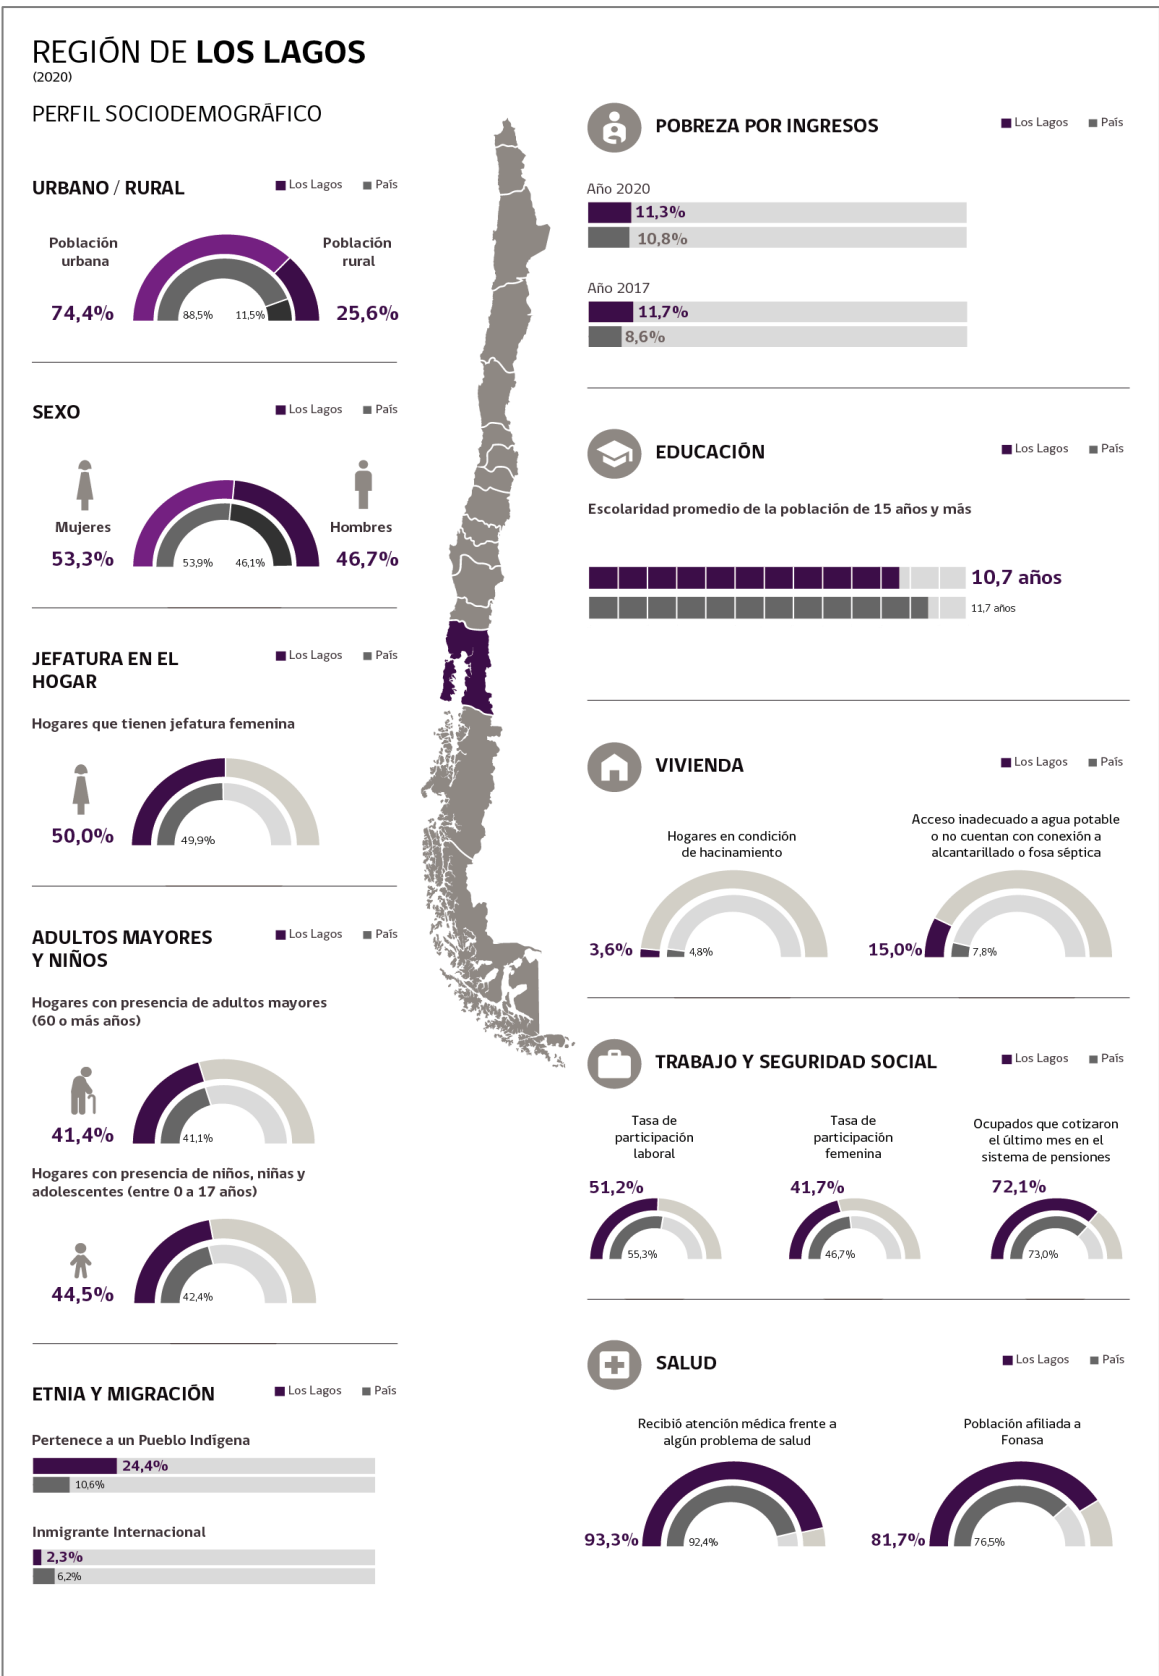 REGIÓN DE LOS LAGOS
(2020)
PERFIL SOCIODEMOGRÁFICO
URBANO / RURAL
Los Lagos
País
Población
urbana
Población
rural
74,4%
88,5%
11,5%
25,6%
SEXO
Los Lagos
País
Mujeres
Hombres
53,3%
53,9%
46,1%
46,7%
JEFATURA EN EL
HOGAR
Los Lagos
País
Hogares que tienen jefatura femenina
50,0%
49,9%
ADULTOS MAYORES
Y NIÑOS
Los Lagos
País
Hogares con presencia de adultos mayores
(60 o más años)
41,4%
41,1%
Hogares con presencia de niños, niñas y
adolescentes (entre 0 a 17 años)
44,5%
42,4%
ETNIA Y MIGRACIÓN
Los Lagos
País
Pertenece a un Pueblo Indígena
24,4%
10,6%
Inmigrante Internacional
2,3%
6,2%
POBREZA POR INGRESOS
Los Lagos
País
Año 2020
11,3%
10,8%
Año 2017
11,7%
8,6%
EDUCACIÓN
Los Lagos
País
Escolaridad promedio de la población de 15 años y más
10,7 años
11,7 años
VIVIENDA
Los Lagos
País
Hogares en condición
de hacinamiento
3,6%
4,8%
Acceso inadecuado a agua potable
o no cuentan con conexión a
alcantarillado o fosa séptica
15,0%
7,8%
TRABAJO Y SEGURIDAD SOCIAL
Los Lagos
País
Tasa de
participación
laboral
51,2%
55,3%
Tasa de
participación
femenina
41,7%
46,7%
Ocupados que cotizaron
el último mes en el
sistema de pensiones
72,1%
73,0%
SALUD
Los Lagos
País
Recibió atención médica frente a
algún problema de salud
93,3%
92,4%
Población afiliada a
Fonasa
81,7%
76,5%